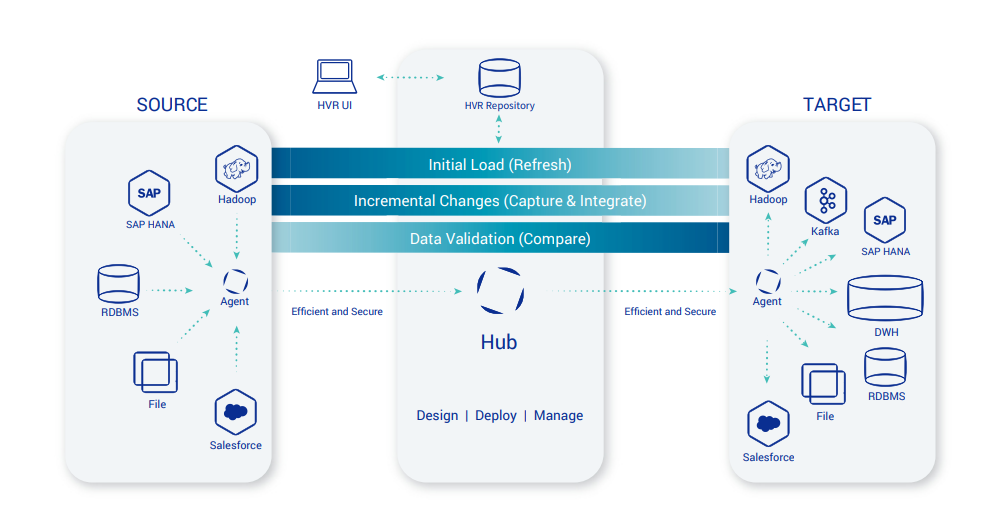 SOURCE
HVR UI
HVR Repository
TARGET
Initial Load (Refresh)
Incremental Changes (Capture & Integrate)
Data Validation (Compare)
Hadoop
SAP
SAP HANA
RDBMS
Agent
File
Salesforce
Efficient and Secure
Hub
Design | Deploy | Manage
Efficient and Secure
Hadoop
Kafka
SAP
SAP HANA
Agent
DWH
RDBMS
File
Salesforce